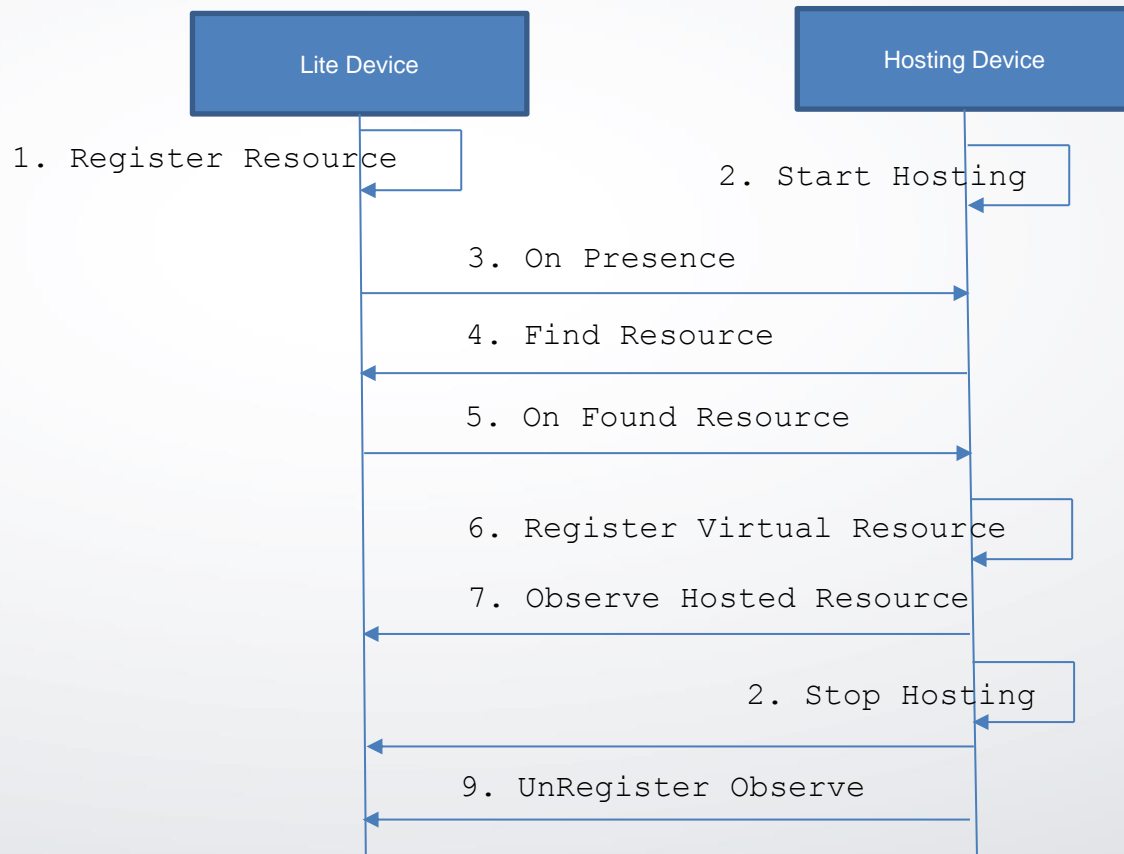 Lite Device
Hosting Device
1. Register Resource
2. Start Hosting
3. On Presence
4. Find Resource
5. On Found Resource
6. Register Virtual Resource
7. Observe Hosted Resource
2. Stop Hosting
9. UnRegister Observe